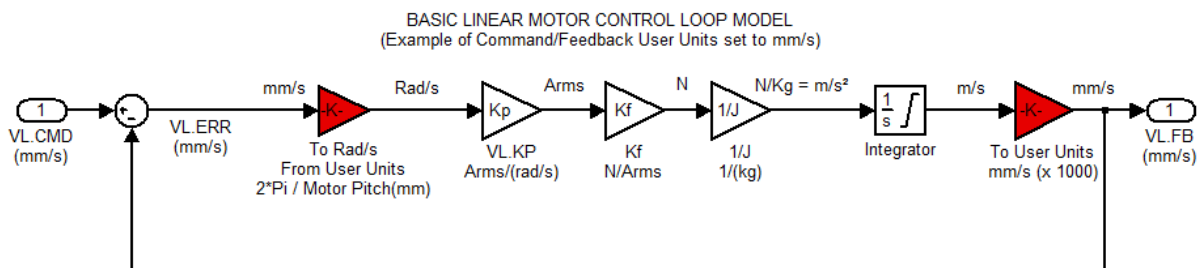 BASIC LINEAR MOTOR CONTROL LOOP MODEL
(Example of Command/Feedback User Units set to mm/s)
mm/s
Rad/s
Arms
N
N/Kg = m/s²
m/s
mm/s
1
-K-
Kp
Kf
1/J
1
s
-K-
1
VL.CMD
(mm/s)
VL.ERR
(mm/s)
To Rad/s
From User Units
2*Pi / Motor Pitch(mm)
VL.KP
Arms/(rad/s)
Kf
N/Arms
1/J
1/(kg)
Integrator
To User Units
mm/s (x 1000)
VL.FB
(mm/s)